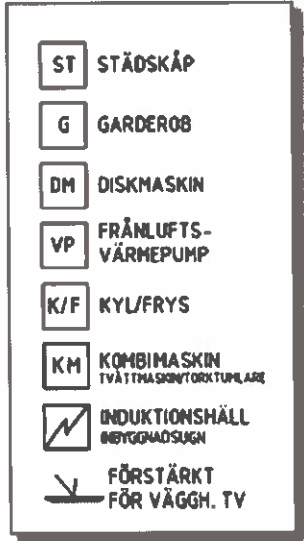 ST STÄDSKÅP
G GARDEROB
DM DISKMASKIN
VP FRÅNLUFTS-
VÄRMEPUMP
K/F KYL/FRYS
KM KOMBIMASKIN
TVÄTTMASKIN/TORKTUMLARE
INDUKTIONSHÄLL
INBYGGNADSUGN
FÖRSTÄRKT
FÖR VÄGGH. TV